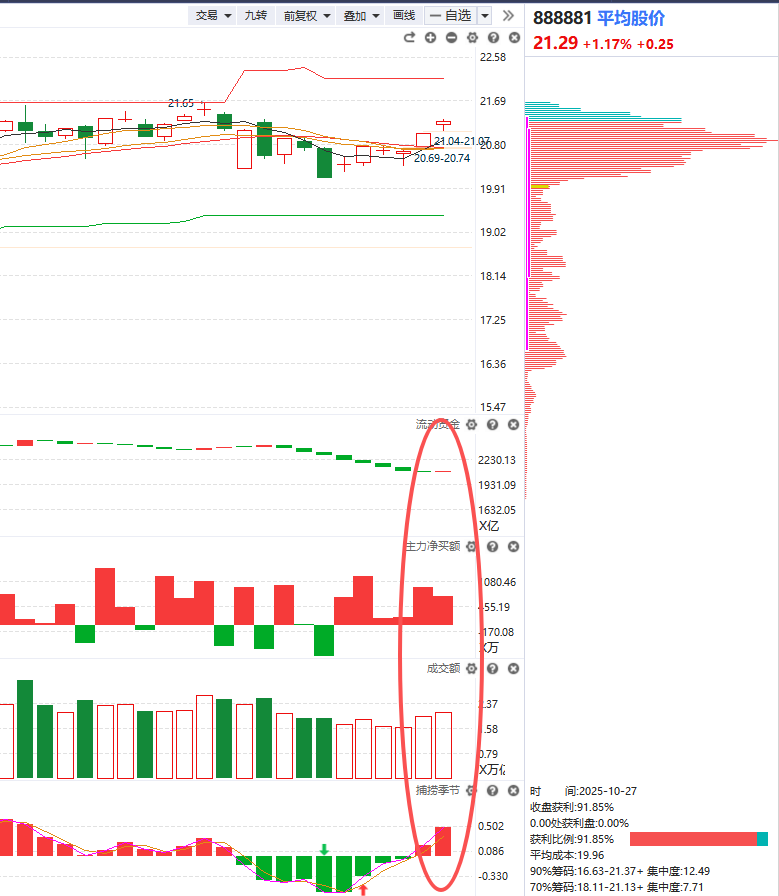 交易 九转 前复权 叠加 画线 一 自选
888881 平均股价
21.29 +1.17% +0.25
22.58
21.65
21.69
21.04-21.07
20.80
20.69-20.74
19.91
19.02
18.14
17.25
16.36
15.47
流动资金
2230.13
1931.09
1632.05
X亿
主力净买额
1080.46
455.19
-170.08
X万
成交额
2.37
1.58
0.79
X万亿
捕捞季节
0.502
0.086
-0.330
时 间:2025-10-27
收盘获利:91.85%
0.00处获利盘:0.00%
获利比例:91.85%
平均成本:19.96
90%筹码:16.63-21.37+ 集中度:12.49
70%筹码:18.11-21.13+ 集中度:7.71